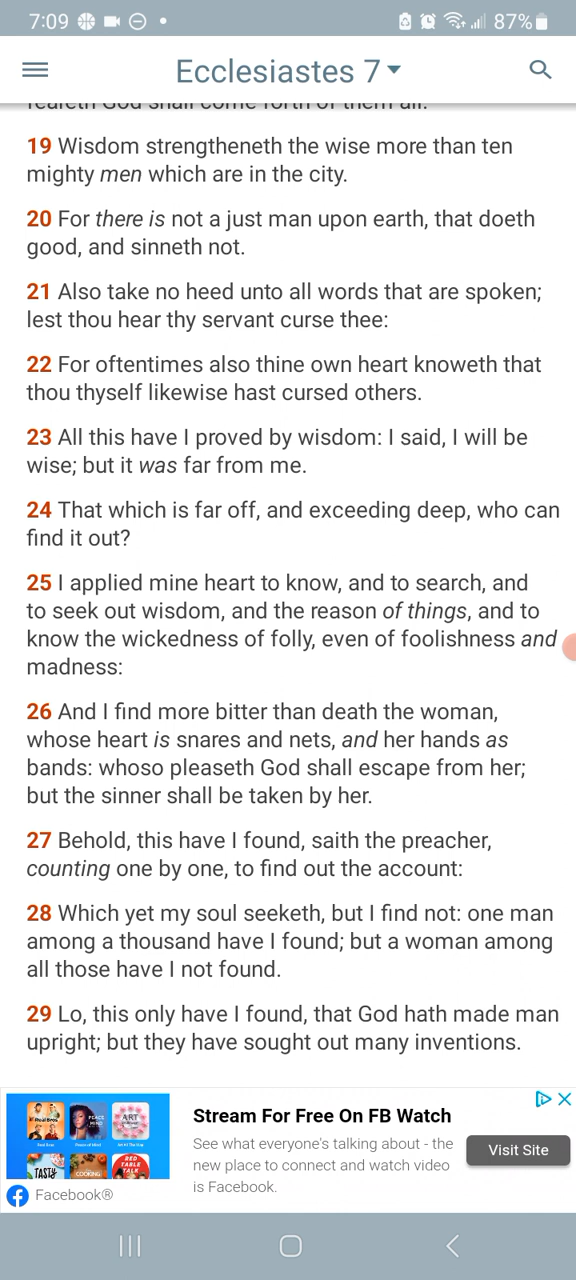 7:09
87%
Ecclesiastes 7
feareth God shall come forth of them all.
19 Wisdom strengtheneth the wise more than ten
mighty men which are in the city.
20 For there is not a just man upon earth, that doeth
good, and sinneth not.
21 Also take no heed unto all words that are spoken;
lest thou hear thy servant curse thee:
22 For oftentimes also thine own heart knoweth that
thou thyself likewise hast cursed others.
23 All this have I proved by wisdom: I said, I will be
wise; but it was far from me.
24 That which is far off, and exceeding deep, who can
find it out?
25 I applied mine heart to know, and to search, and
to seek out wisdom, and the reason of things, and to
know the wickedness of folly, even of foolishness and
madness:
26 And I find more bitter than death the woman,
whose heart is snares and nets, and her hands as
bands: whoso pleaseth God shall escape from her;
but the sinner shall be taken by her.
27 Behold, this have I found, saith the preacher,
counting one by one, to find out the account:
28 Which yet my soul seeketh, but I find not: one man
among a thousand have I found; but a woman among
all those have I not found.
29 Lo, this only have I found, that God hath made man
upright; but they have sought out many inventions.
Stream For Free On FB Watch
See what everyone's talking about - the
new place to connect and watch video
is Facebook.
Visit Site
TASTY
COOKING
RED TABLE TALK
Facebook®